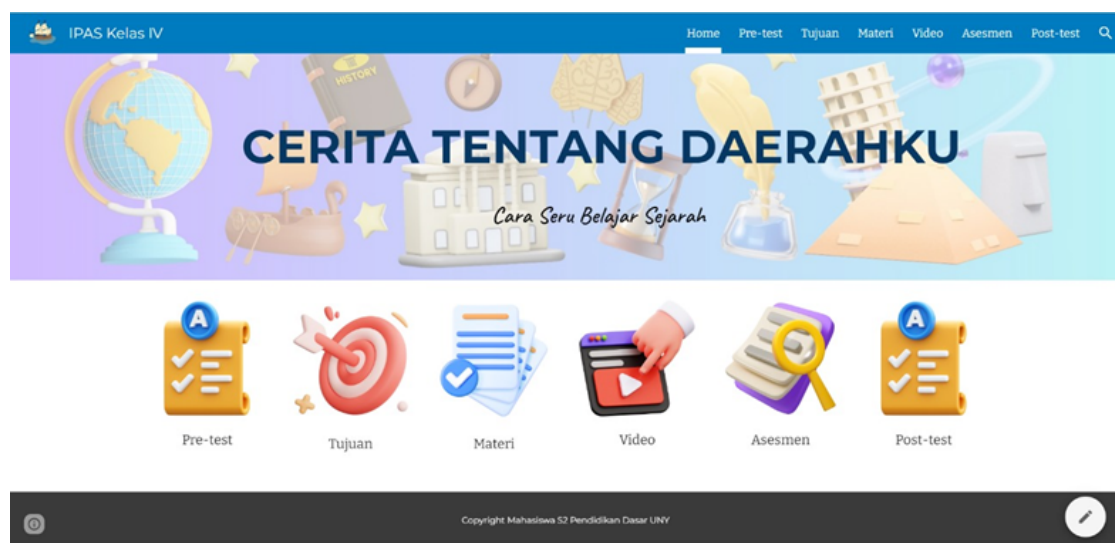 IPAS Kelas IV
Home Pre-test Tujuan Materi Video Asesmen Post-test
HISTORY
CERITA TENTANG DAERAHKU
Cara Seru Belajar Sejarah
A
A
Pre-test Tujuan Materi Video Asesmen Post-test
Copyright Mahasiswa S2 Pendidikan Dasar UNY